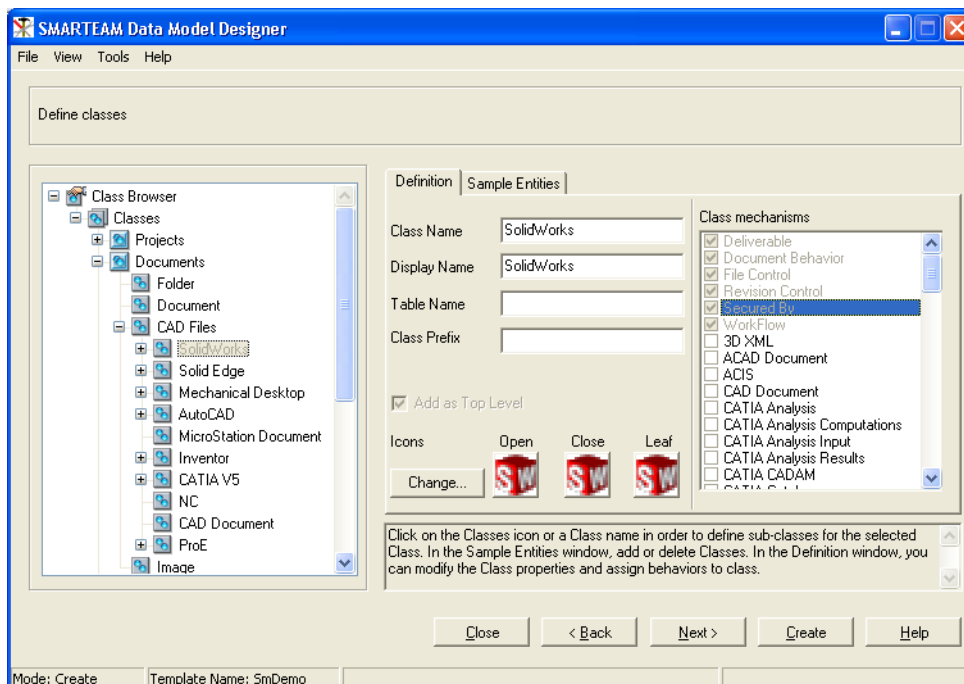 SMARTEAM Data Model Designer
File View Tools Help
Define classes
Class Browser
Classes
Projects
Documents
Folder
Document
CAD Files
SolidWorks
Solid Edge
Mechanical Desktop
AutoCAD
MicroStation Document
Inventor
CATIA V5
NC
CAD Document
ProE
Image
Definition Sample Entities
Class Name SolidWorks
Display Name SolidWorks
Table Name
Class Prefix
Add as Top Level
Icons Open Close Leaf
Change... SW SW SW
Class mechanisms
Deliverable
Document Behavior
File Control
Revision Control
Secured By
WorkFlow
3D XML
ACAD Document
ACIS
CAD Document
CATIA Analysis
CATIA Analysis Computations
CATIA Analysis Input
CATIA Analysis Results
CATIA CADAM
Click on the Classes icon or a Class name in order to define sub-classes for the selected
Class. In the Sample Entities window, add or delete Classes. In the Definition window, you
can modify the Class properties and assign behaviors to class.
Close < Back Next > Create Help
Mode: Create Template Name: SmDemo